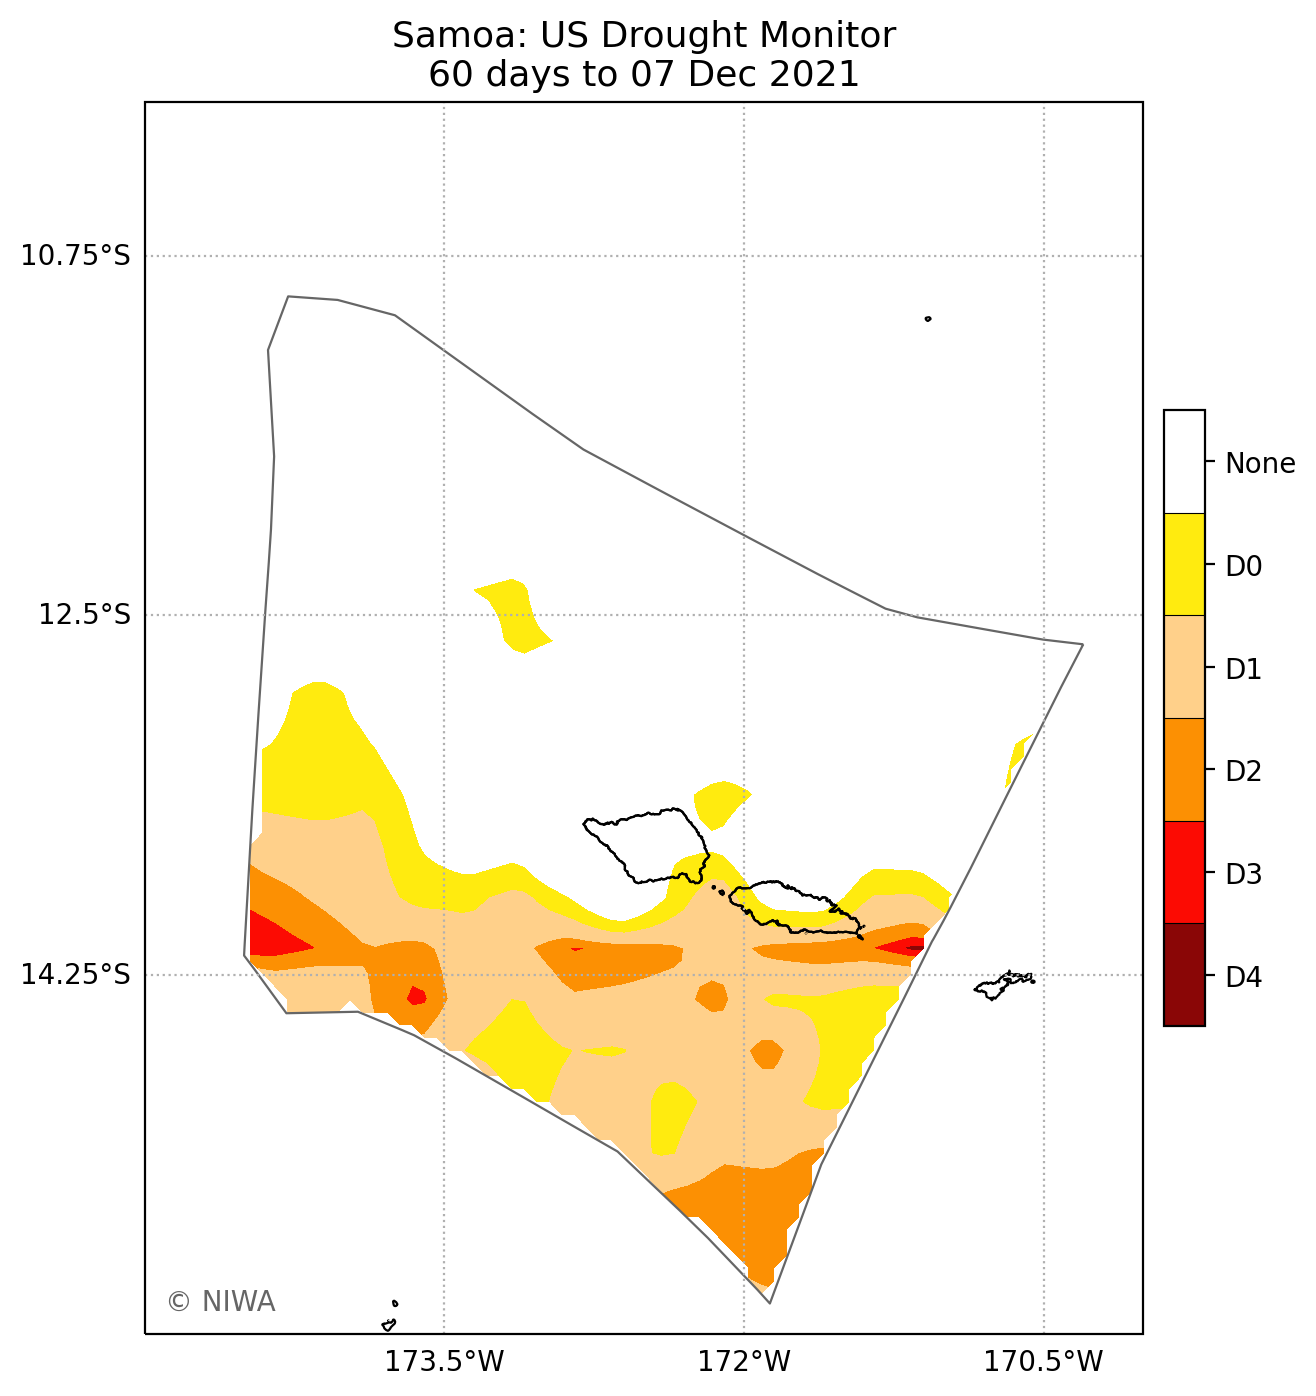 Samoa: US Drought Monitor
60 days to 07 Dec 2021
10.75°S
12.5°S
14.25°S
173.5°W
172°W
170.5°W
None
D0
D1
D2
D3
D4
© NIWA